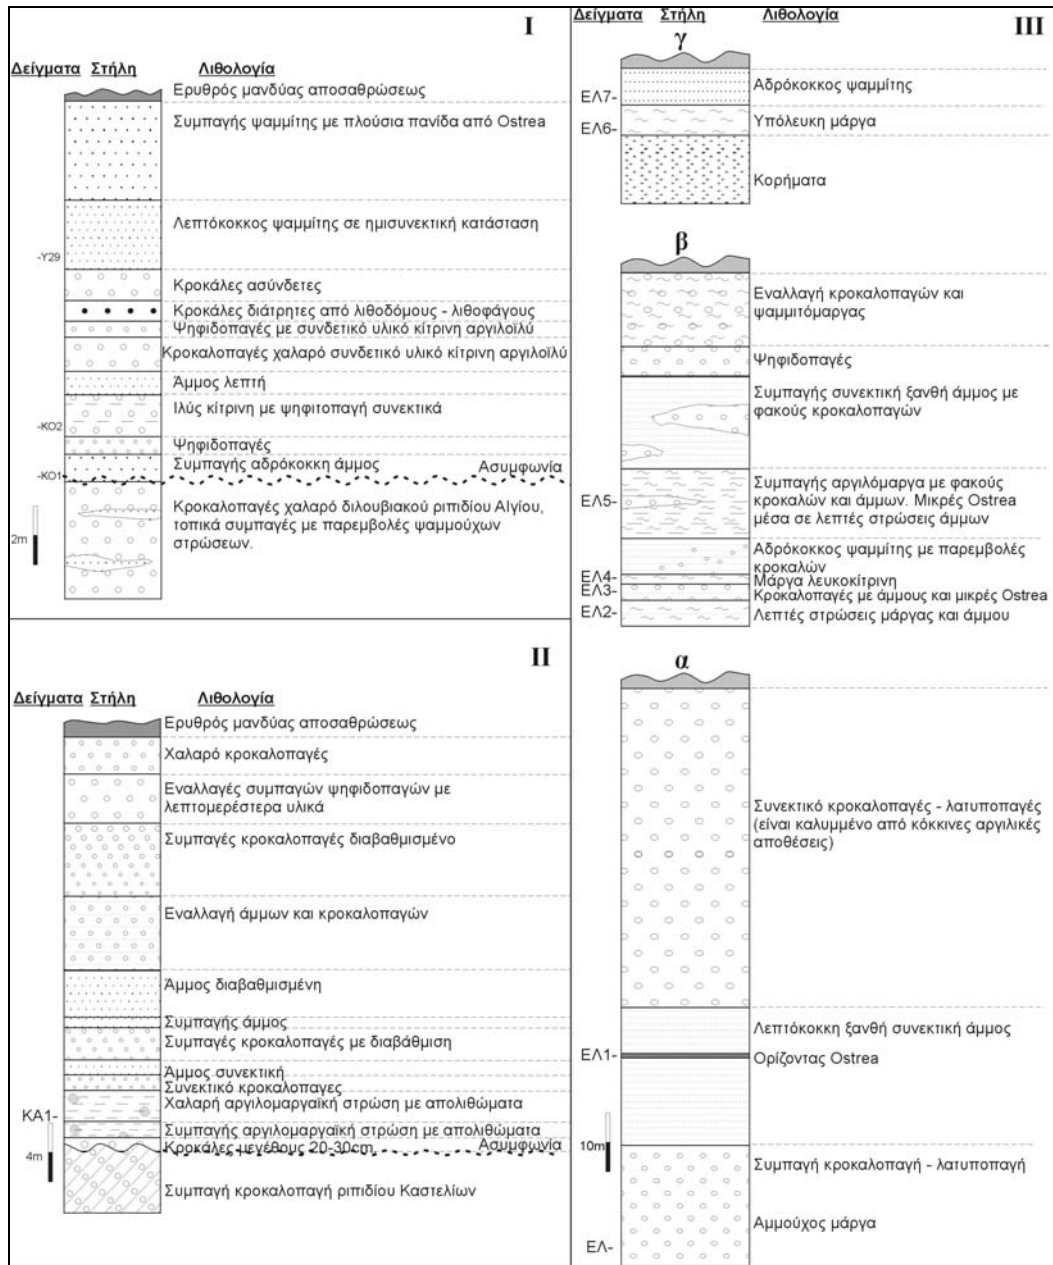 I
Δείγματα Στήλη Λιθολογία
Ερυθρός μανδύας αποσαθρώσεως
Συμπαγής ψαμμίτης με πλούσια πανίδα από Ostrea
Λεπτόκοκκος ψαμμίτης σε ημισυνεκτική κατάσταση
-Υ29
Κροκάλες ασύνδετες
Κροκάλες διάτρητες από λιθοδόμους - λιθοφάγους
Ψηφιδοπαγές με συνδετικό υλικό κίτρινη αργιλοϊλύ
Κροκαλοπαγές χαλαρό συνδετικό υλικό κίτρινη αργιλοϊλύ
Άμμος λεπτή
Ιλύς κίτρινη με ψηφιτοπαγή συνεκτικά
-ΚΟ2
Ψηφιδοπαγές
Συμπαγής αδρόκοκκη άμμος
Ασυμφωνία
-ΚΟ1
Κροκαλοπαγές χαλαρό διλουβιακού ριπιδίου Αιγίου,
τοπικά συμπαγές με παρεμβολές ψαμμούχων
στρώσεων.
2m
II
Δείγματα Στήλη Λιθολογία
Ερυθρός μανδύας αποσαθρώσεως
Χαλαρό κροκαλοπαγές
Εναλλαγές συμπαγών ψηφιδοπαγών με
λεπτομερέστερα υλικά
Συμπαγές κροκαλοπαγές διαβαθμισμένο
Εναλλαγή άμμων και κροκαλοπαγών
Άμμος διαβαθμισμένη
Συμπαγής άμμος
Συμπαγές κροκαλοπαγές με διαβάθμιση
Άμμος συνεκτική
Συνεκτικό κροκαλοπαγες
Χαλαρή αργιλομαργαϊκή στρώση με απολιθώματα
ΚΑ1-
Συμπαγής αργιλομαργαϊκή στρώση με απολιθώματα
Κροκάλες μεγέθους 20-30cm
Ασυμφωνία
4m
Συμπαγή κροκαλοπαγή ριπιδίου Καστελίων
Δείγματα Στήλη Λιθολογία
III
γ
ΕΛ7-
Αδρόκοκκος ψαμμίτης
ΕΛ6-
Υπόλευκη μάργα
Κορήματα
β
Εναλλαγή κροκαλοπαγών και
ψαμμιτόμαργας
Ψηφιδοπαγές
Συμπαγής συνεκτική ξανθή άμμος με
φακούς κροκαλοπαγών
ΕΛ5-
Συμπαγής αργιλόμαργα με φακούς
κροκαλών και άμμων. Μικρές Ostrea
μέσα σε λεπτές στρώσεις άμμων
Αδρόκοκκος ψαμμίτης με παρεμβολές
κροκαλών
ΕΛ4-
Μάργα λευκοκίτρινη
ΕΛ3-
Κροκαλοπαγές με άμμους και μικρές Ostrea
ΕΛ2-
Λεπτές στρώσεις μάργας και άμμου
α
Συνεκτικό κροκαλοπαγές - λατυποπαγές
(είναι καλυμμένο από κόκκινες αργιλικές
αποθέσεις)
Λεπτόκοκκη ξανθή συνεκτική άμμος
ΕΛ1-
Ορίζοντας Ostrea
10m
Συμπαγή κροκαλοπαγή - λατυποπαγή
Αμμούχος μάργα
ΕΛ-